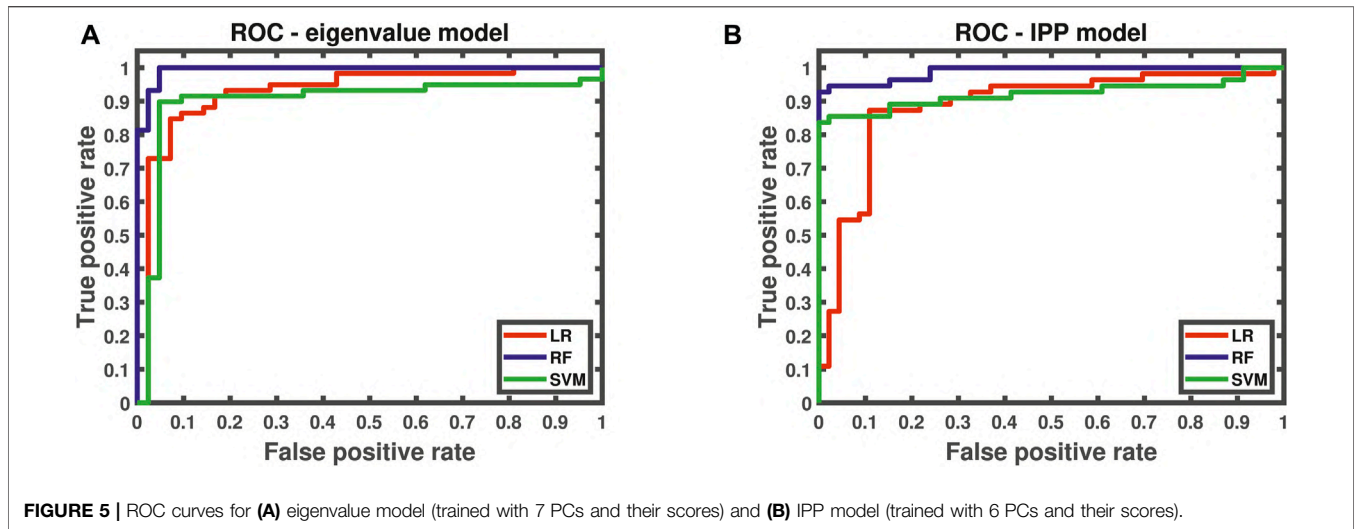 A
ROC - eigenvalue model
True positive rate
1
0.9
0.8
0.7
0.6
0.5
0.4
0.3
0.2
0.1
0
0 0.1 0.2 0.3 0.4 0.5 0.6 0.7 0.8 0.9 1
False positive rate
LR
RF
SVM
B
ROC - IPP model
True positive rate
1
0.9
0.8
0.7
0.6
0.5
0.4
0.3
0.2
0.1
0
0 0.1 0.2 0.3 0.4 0.5 0.6 0.7 0.8 0.9 1
False positive rate
LR
RF
SVM
FIGURE 5 | ROC curves for (A) eigenvalue model (trained with 7 PCs and their scores) and (B) IPP model (trained with 6 PCs and their scores).